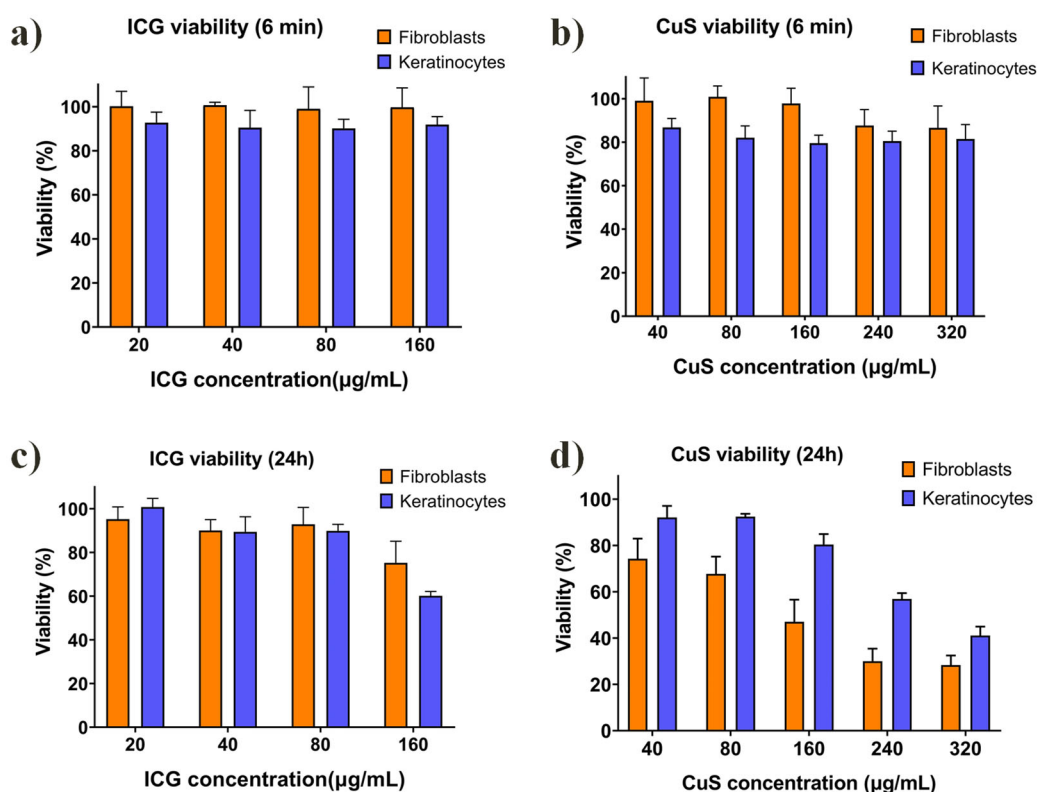 a)
ICG viability (6 min)
Fibroblasts
Keratinocytes
Viability (%)
100
80
60
40
20
0
20 40 80 160
ICG concentration(µg/mL)
b)
CuS viability (6 min)
Fibroblasts
Keratinocytes
Viability (%)
100
80
60
40
20
0
40 80 160 240 320
CuS concentration (µg/mL)
c)
ICG viability (24h)
Fibroblasts
Keratinocytes
Viability (%)
100
80
60
40
20
0
20 40 80 160
ICG concentration(µg/mL)
d)
CuS viability (24h)
Fibroblasts
Keratinocytes
Viability (%)
100
80
60
40
20
0
40 80 160 240 320
CuS concentration (µg/mL)